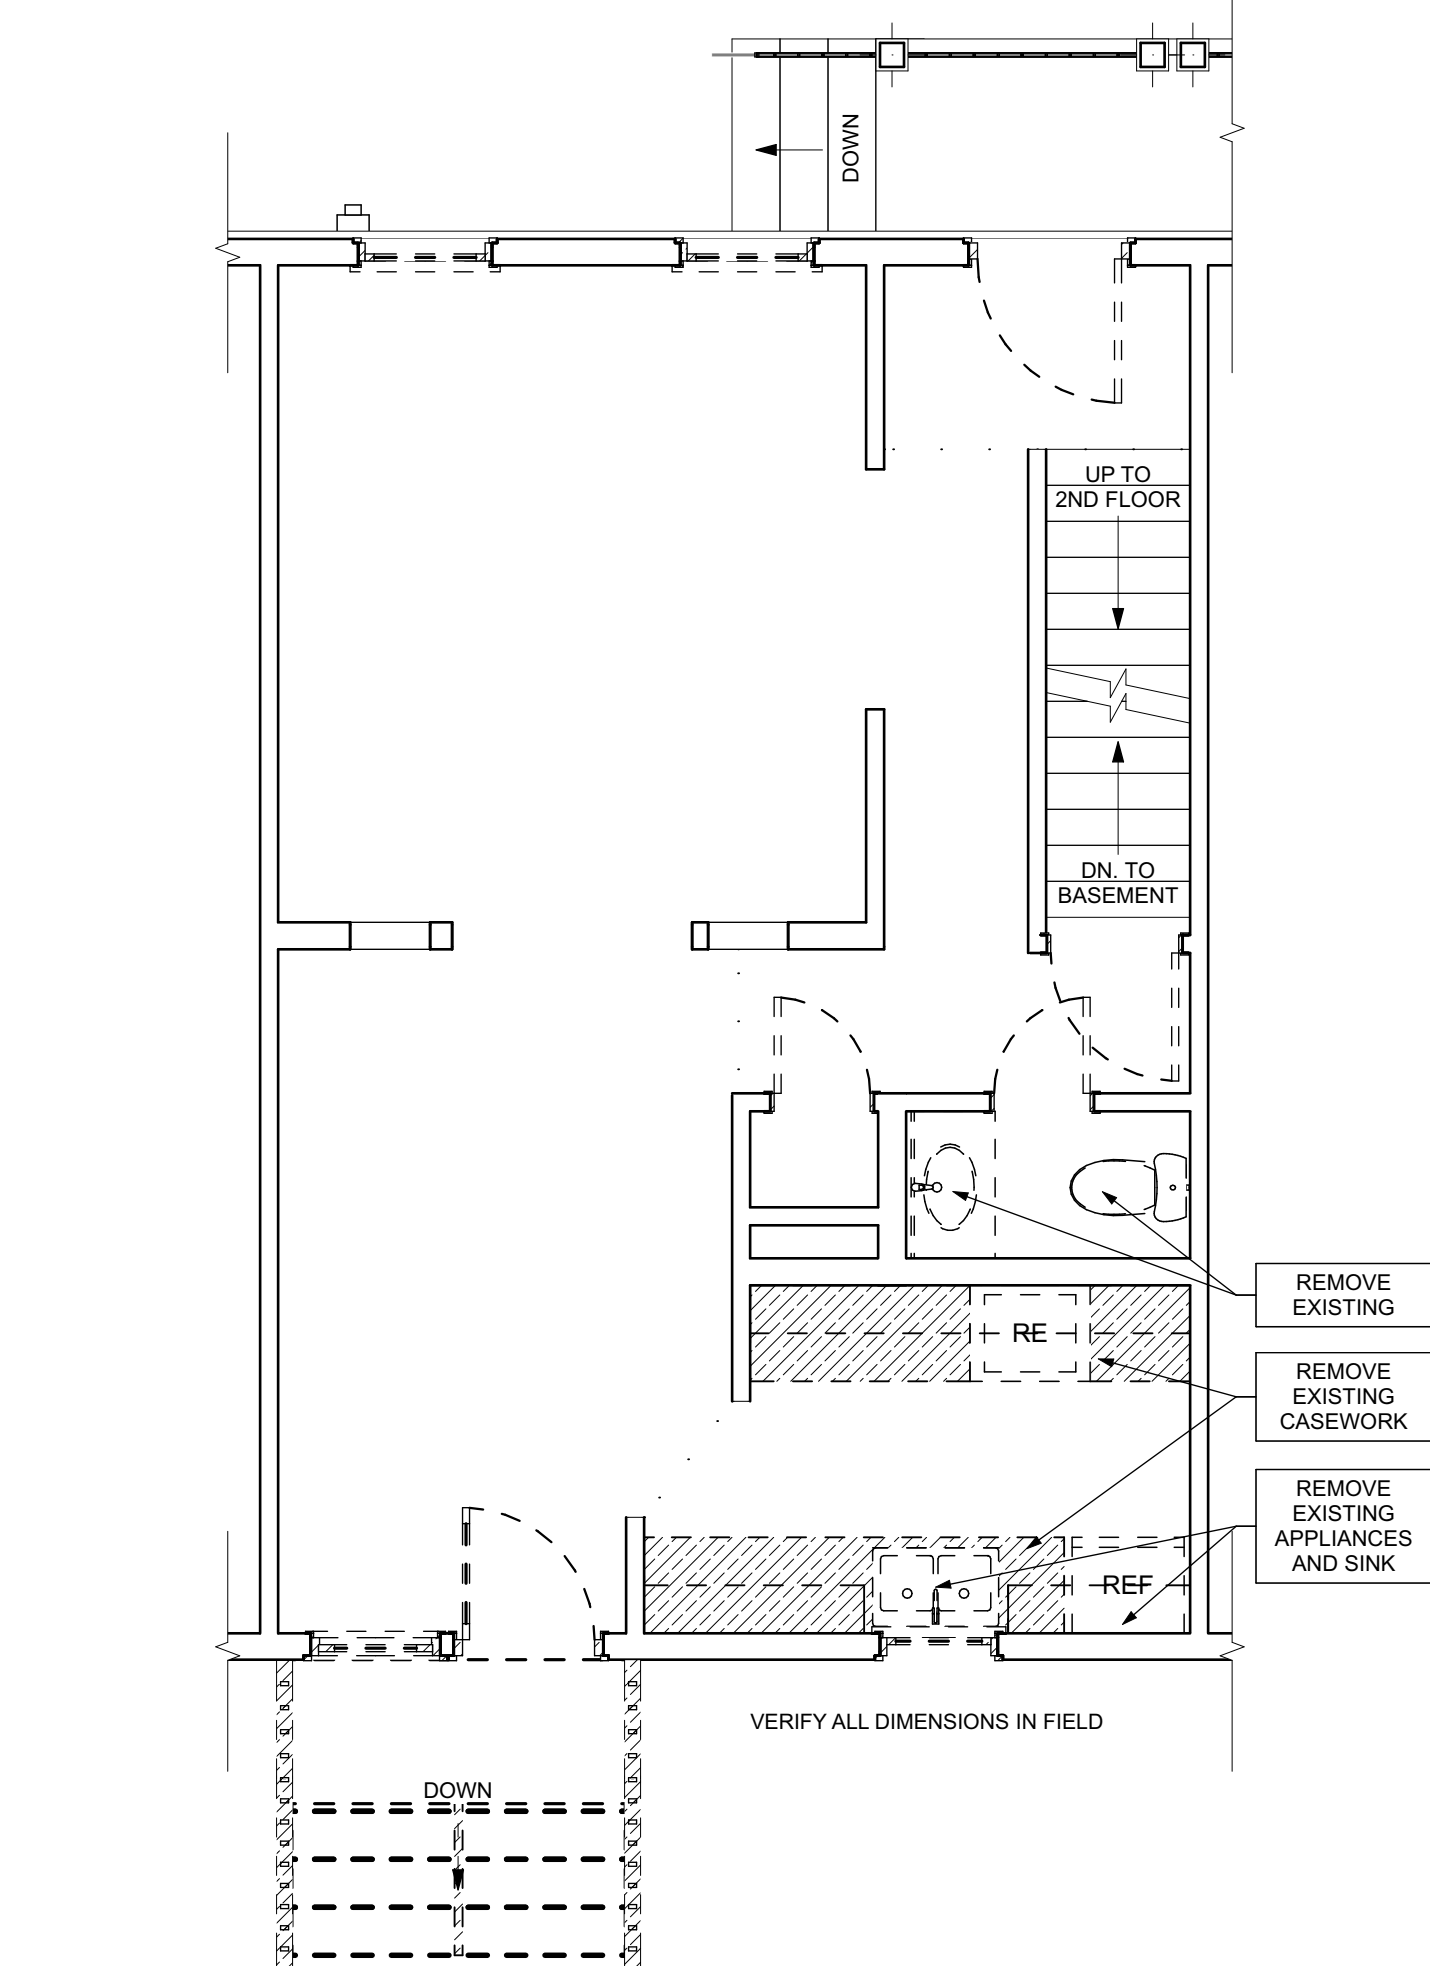 DOWN
UP TO
2ND FLOOR
DN. TO
BASEMENT
REMOVE
EXISTING
RE
REMOVE
EXISTING
CASEWORK
REMOVE
EXISTING
APPLIANCES
AND SINK
REF
VERIFY ALL DIMENSIONS IN FIELD
DOWN